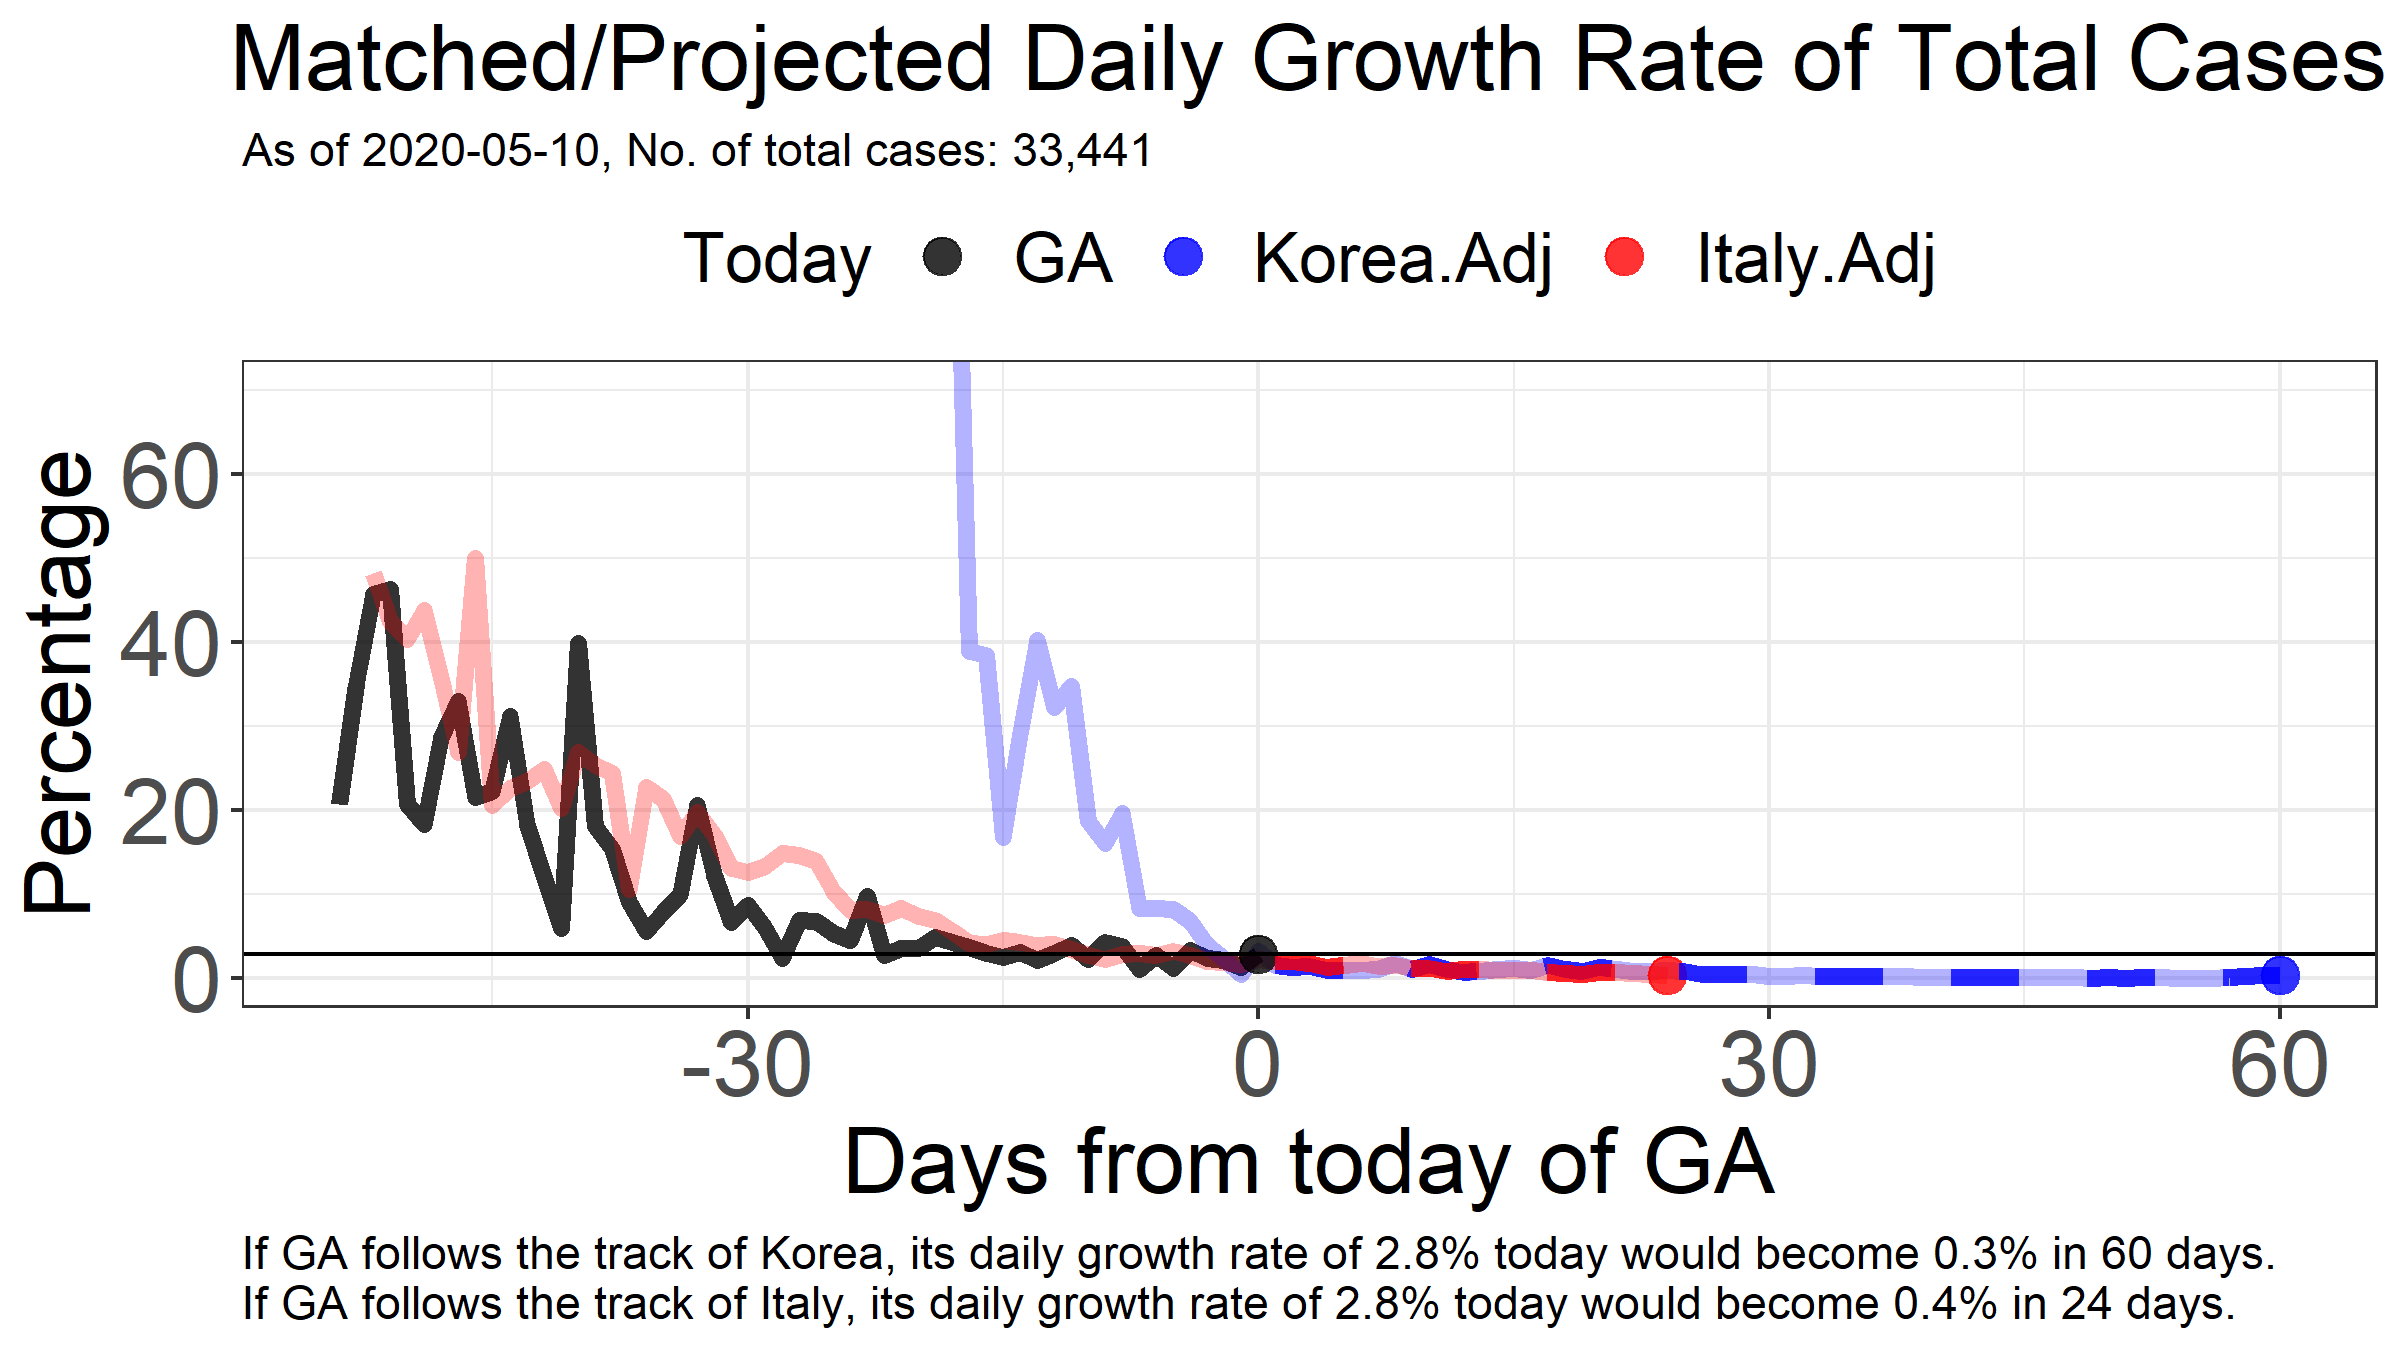 Matched/Projected Daily Growth Rate of Total Cases
As of 2020-05-10, No. of total cases: 33,441
Today GA Korea.Adj Italy.Adj
Percentage
60
40
20
0
-30 0 30 60
Days from today of GA
If GA follows the track of Korea, its daily growth rate of 2.8% today would become 0.3% in 60 days.
If GA follows the track of Italy, its daily growth rate of 2.8% today would become 0.4% in 24 days.